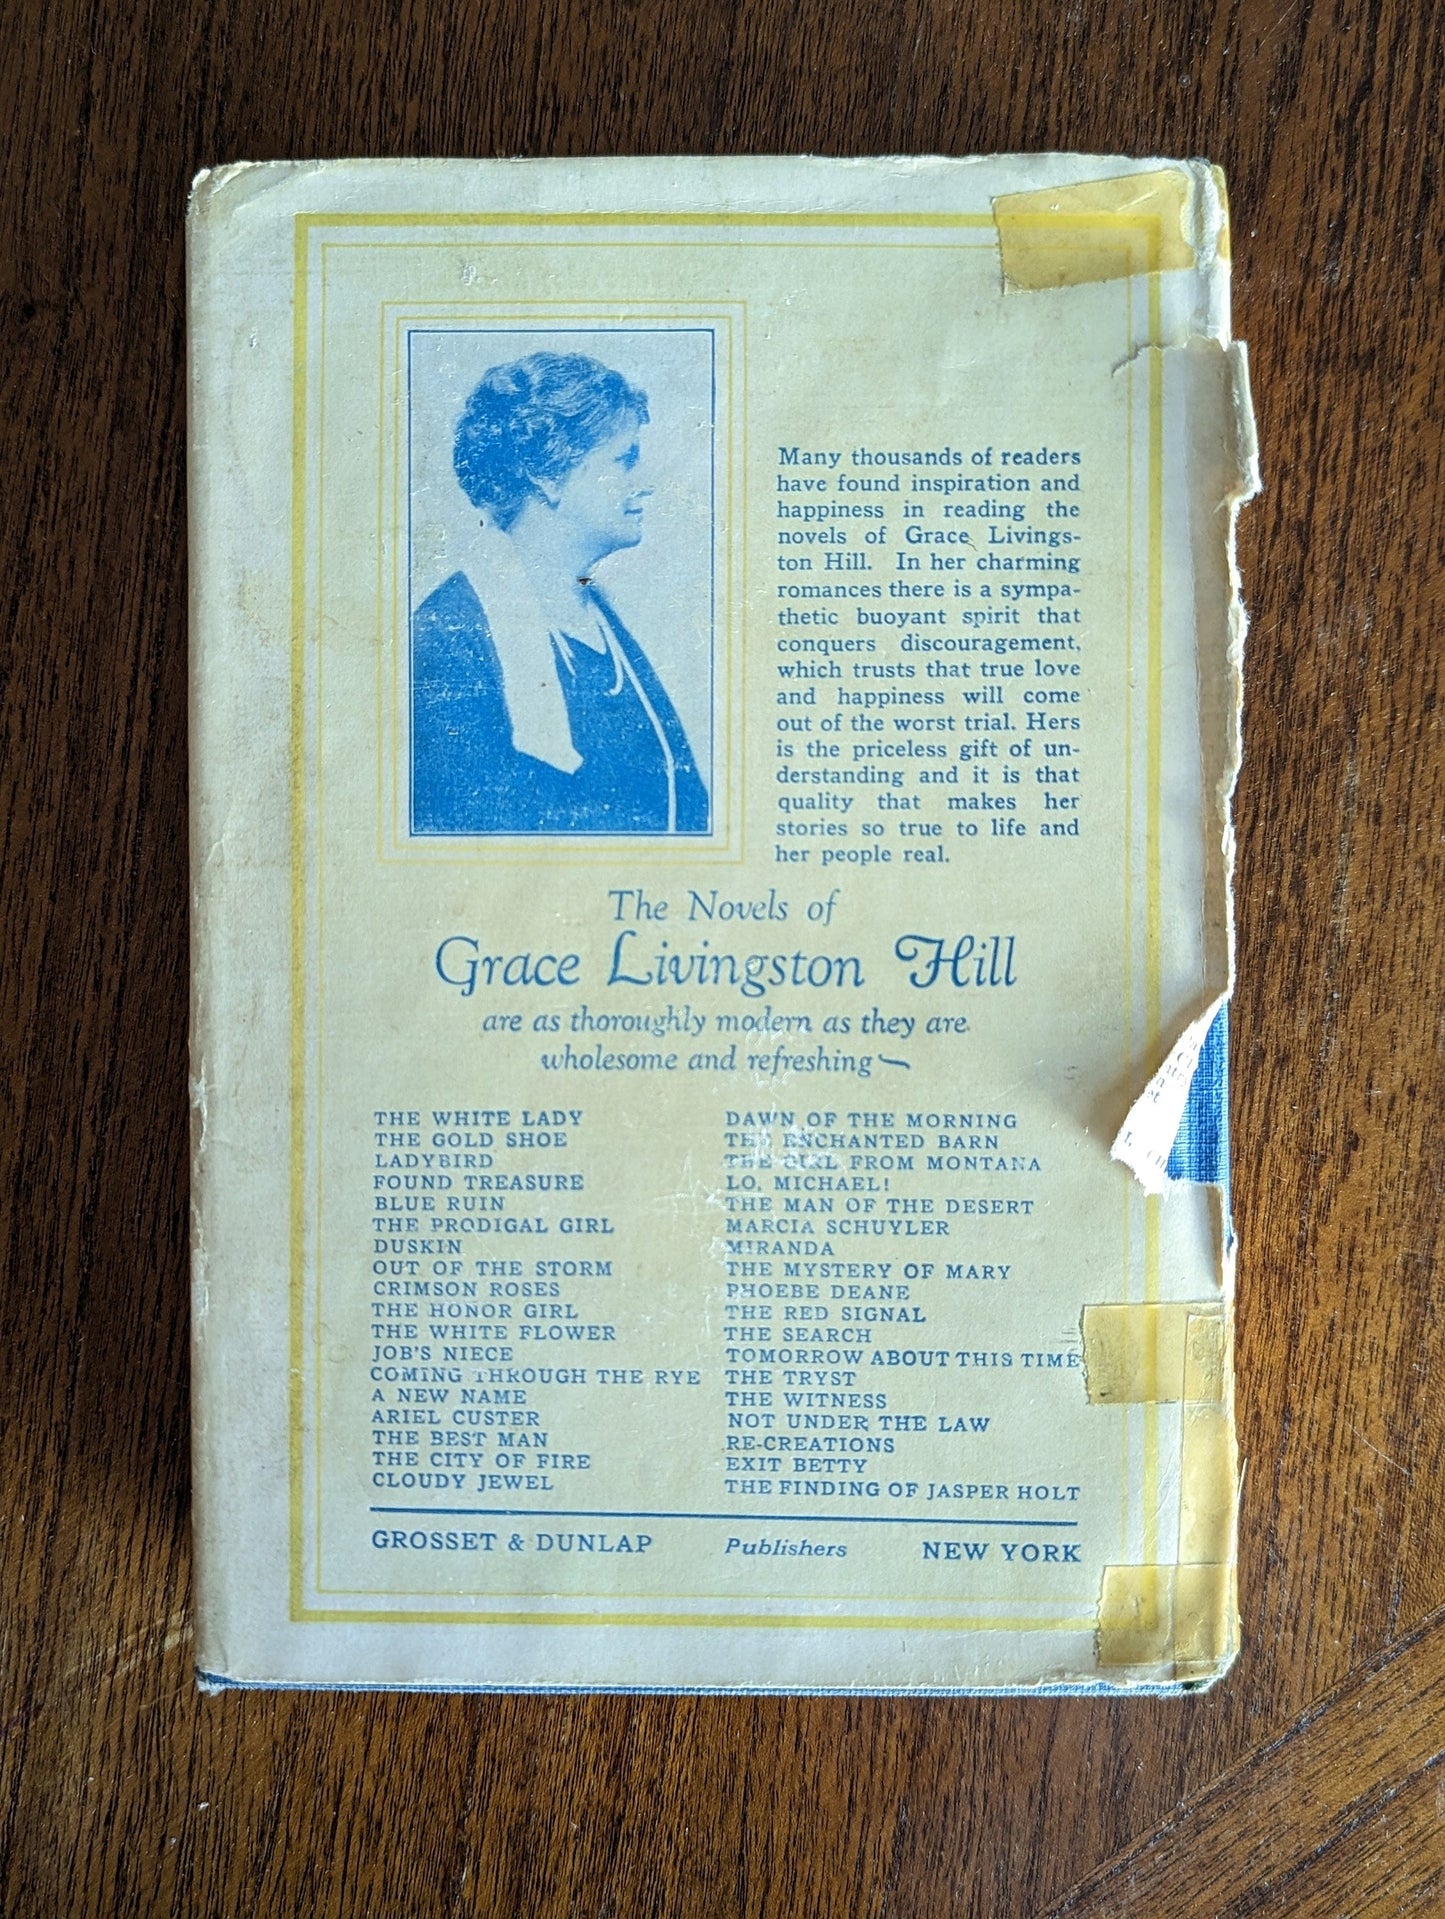 Many thousands of readers
have found inspiration and
happiness in reading the
novels of Grace Livings-
ton Hill. In her charming
romances there is a sympa-
thetic buoyant spirit that
conquers discouragement,
which trusts that true love
and happiness will come
out of the worst trial. Hers
is the priceless gift of un-
derstanding and it is that
quality that makes her
stories so true to life and
her people real.
The Novels of
Grace Livingston Hill
are as thoroughly modern as they are
wholesome and refreshing~
THE WHITE LADY
THE GOLD SHOE
LADYBIRD
FOUND TREASURE
BLUE RUIN
THE PRODIGAL GIRL
DUSKIN
OUT OF THE STORM
CRIMSON ROSES
THE HONOR GIRL
THE WHITE FLOWER
JOB'S NIECE
COMING THROUGH THE RYE
A NEW NAME
ARIEL CUSTER
THE BEST MAN
THE CITY OF FIRE
CLOUDY JEWEL
DAWN OF THE MORNING
THE ENCHANTED BARN
THE GIRL FROM MONTANA
LO, MICHAEL!
THE MAN OF THE DESERT
MARCIA SCHUYLER
MIRANDA
THE MYSTERY OF MARY
PHOEBE DEANE
THE RED SIGNAL
THE SEARCH
TOMORROW ABOUT THIS TIME
THE TRYST
THE WITNESS
NOT UNDER THE LAW
RE-CREATIONS
EXIT BETTY
THE FINDING OF JASPER HOLT
GROSSET & DUNLAP Publishers NEW YORK